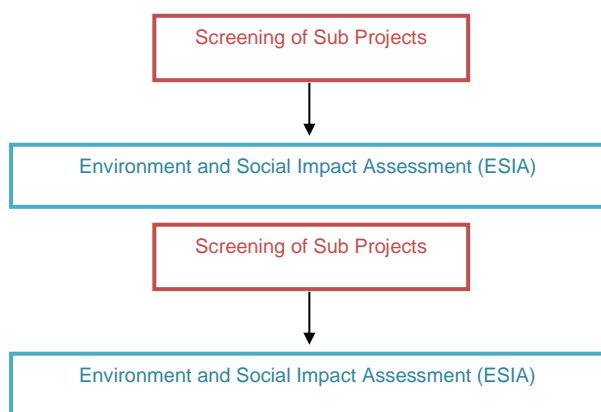 Screening of Sub Projects
Environment and Social Impact Assessment (ESIA)
Screening of Sub Projects
Environment and Social Impact Assessment (ESIA)